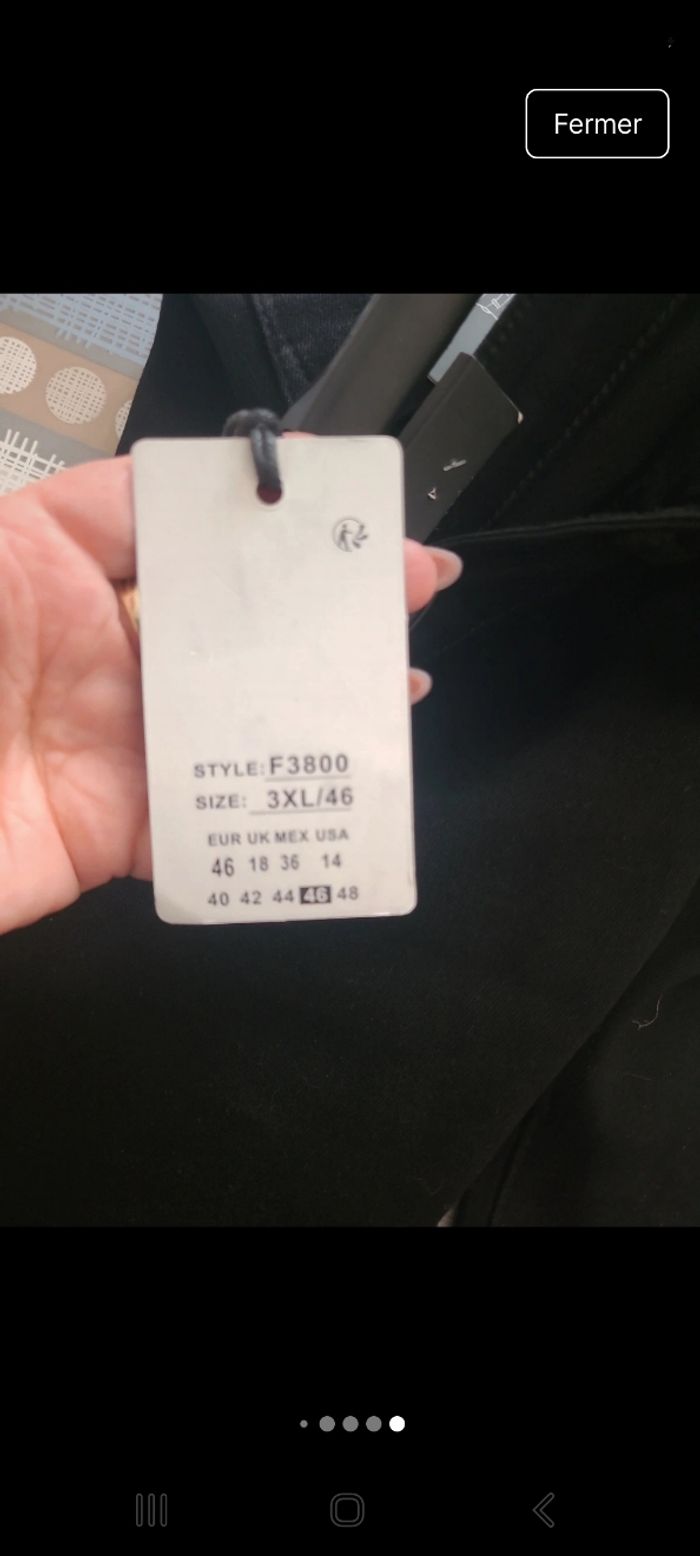 Fermer
STYLE: F3800
SIZE: 3XL/46
EUR UK MEX USA
46 18 36 14
40 42 44 46 48